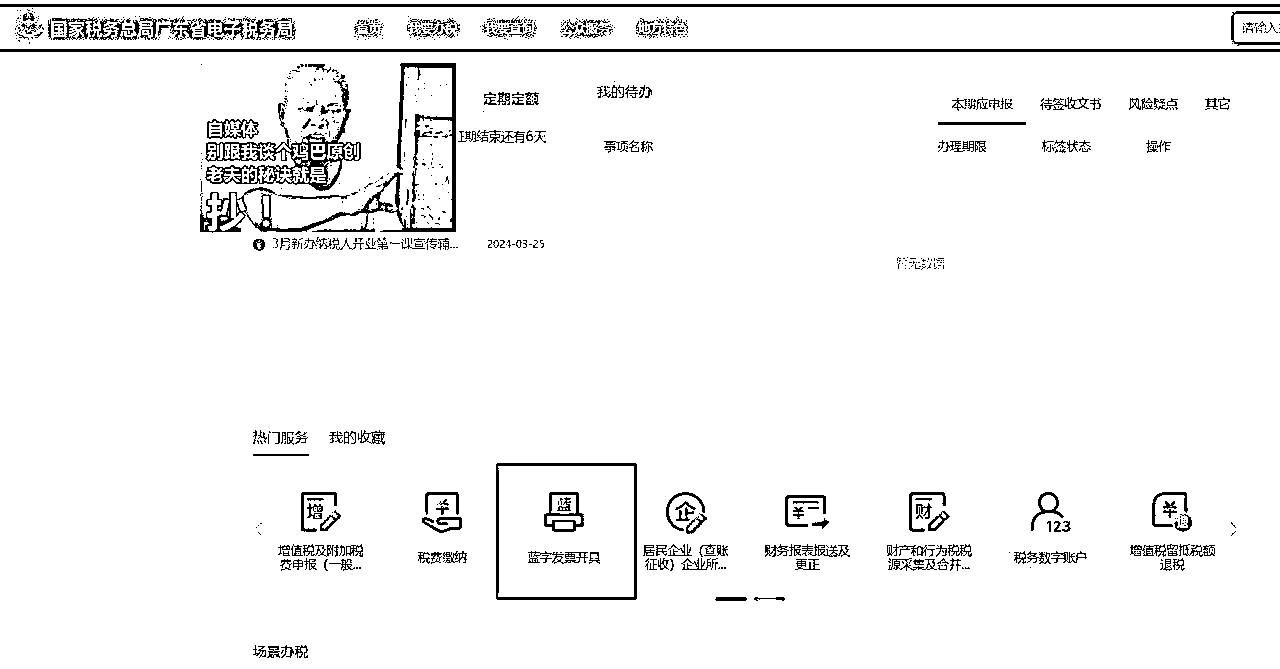 国家税务总局广东省电子税务局
首页 我要办税 我要查询 公众服务 地方特色
请输入
自媒体
别跟我谈个鸡巴原创
老夫的秘诀就是
抄！
定期定额
征期结束还有6天
3月新办纳税人开业第一课宣传辅... 2024-03-25
我的待办
本期应申报 待签收文书 风险疑点 其它
事项名称 办理期限 标签状态 操作
暂无数据
热门服务 我的收藏
增 ¥ 蓝 企 ¥ 财 123 ¥
增值税及附加税
费申报（一般...
税费缴纳
蓝字发票开具
居民企业（查账
征收）企业所...
财务报表报送及
更正
财产和行为税税
源采集及合并...
税务数字账户
增值税留抵税额
退税
场景办税